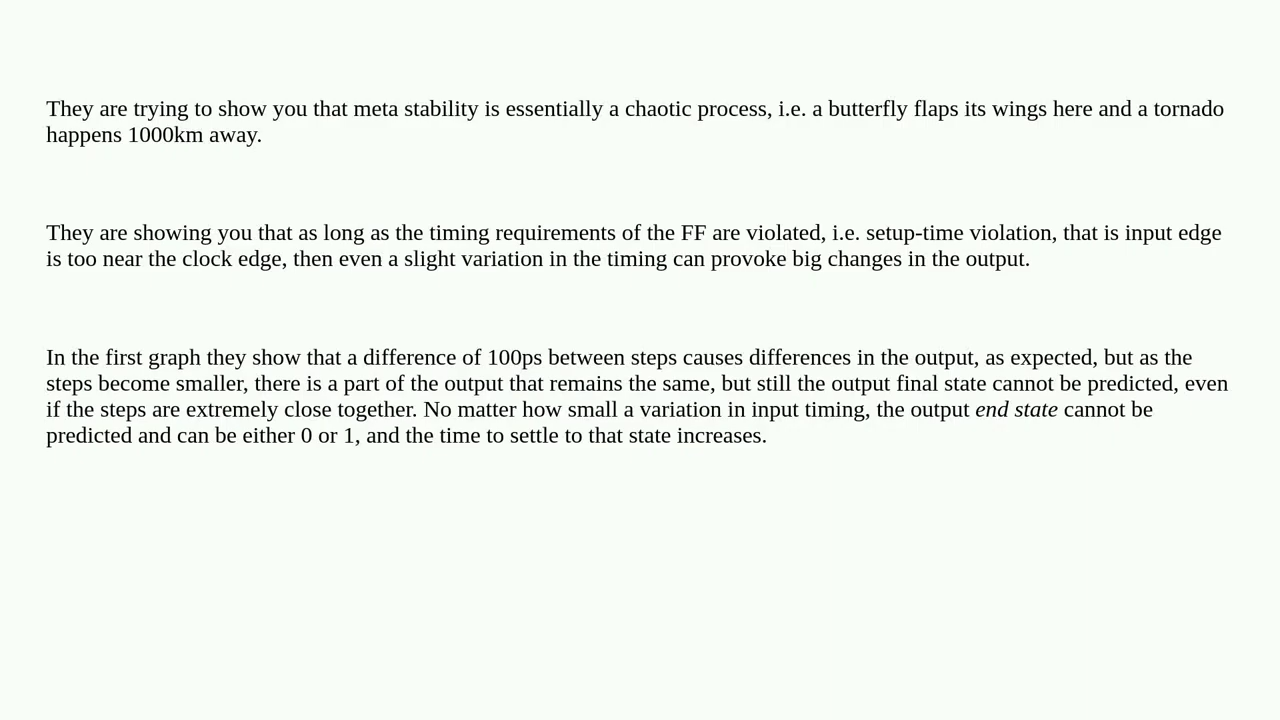 They are trying to show you that meta stability is essentially a chaotic process, i.e. a butterfly flaps its wings here and a tornado
happens 1000km away.
They are showing you that as long as the timing requirements of the FF are violated, i.e. setup-time violation, that is input edge
is too near the clock edge, then even a slight variation in the timing can provoke big changes in the output.
In the first graph they show that a difference of 100ps between steps causes differences in the output, as expected, but as the
steps become smaller, there is a part of the output that remains the same, but still the output final state cannot be predicted, even
if the steps are extremely close together. No matter how small a variation in input timing, the output end state cannot be
predicted and can be either 0 or 1, and the time to settle to that state increases.